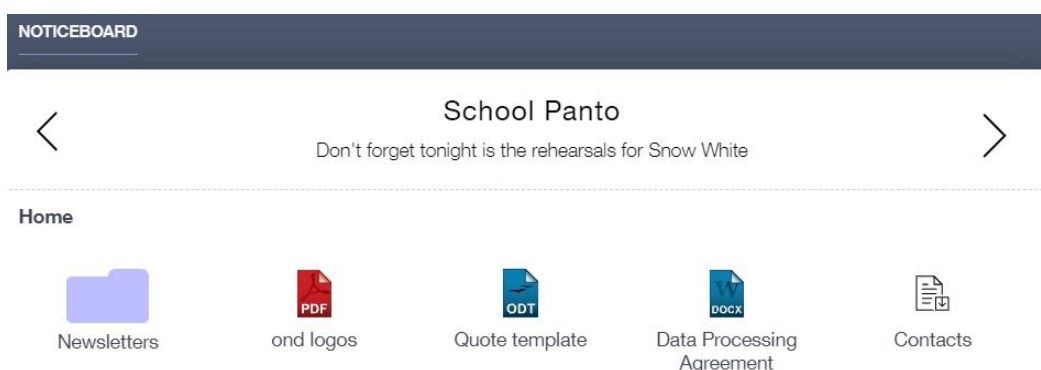 NOTICEBOARD
School Panto
Don't forget tonight is the rehearsals for Snow White
Home
PDF
ODT
W
DOCX
Newsletters
ond logos
Quote template
Data Processing
Agreement
Contacts